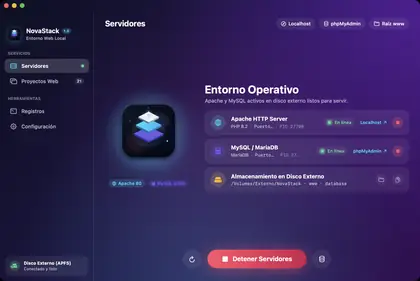 NovaStack 1.0
Entorno Web Local
SERVICIOS
Servidores
Proyectos Web 21
HERRAMIENTAS
Registros
Configuración
Disco Externo (APFS)
Conectado y listo
Servidores
Localhost
phpMyAdmin
Raíz www
Apache 80
MySQL
Entorno Operativo
Apache y MySQL activos en disco externo listos para servir.
Apache HTTP Server
PHP 8.2 Puerto…
En línea
Localhost ↗
MySQL / MariaDB
MariaDB Puerto…
En línea
phpMyAdmin ↗
Almacenamiento en Disco Externo
/Volumes/Externo/NovaStack · www · database
Detener Servidores